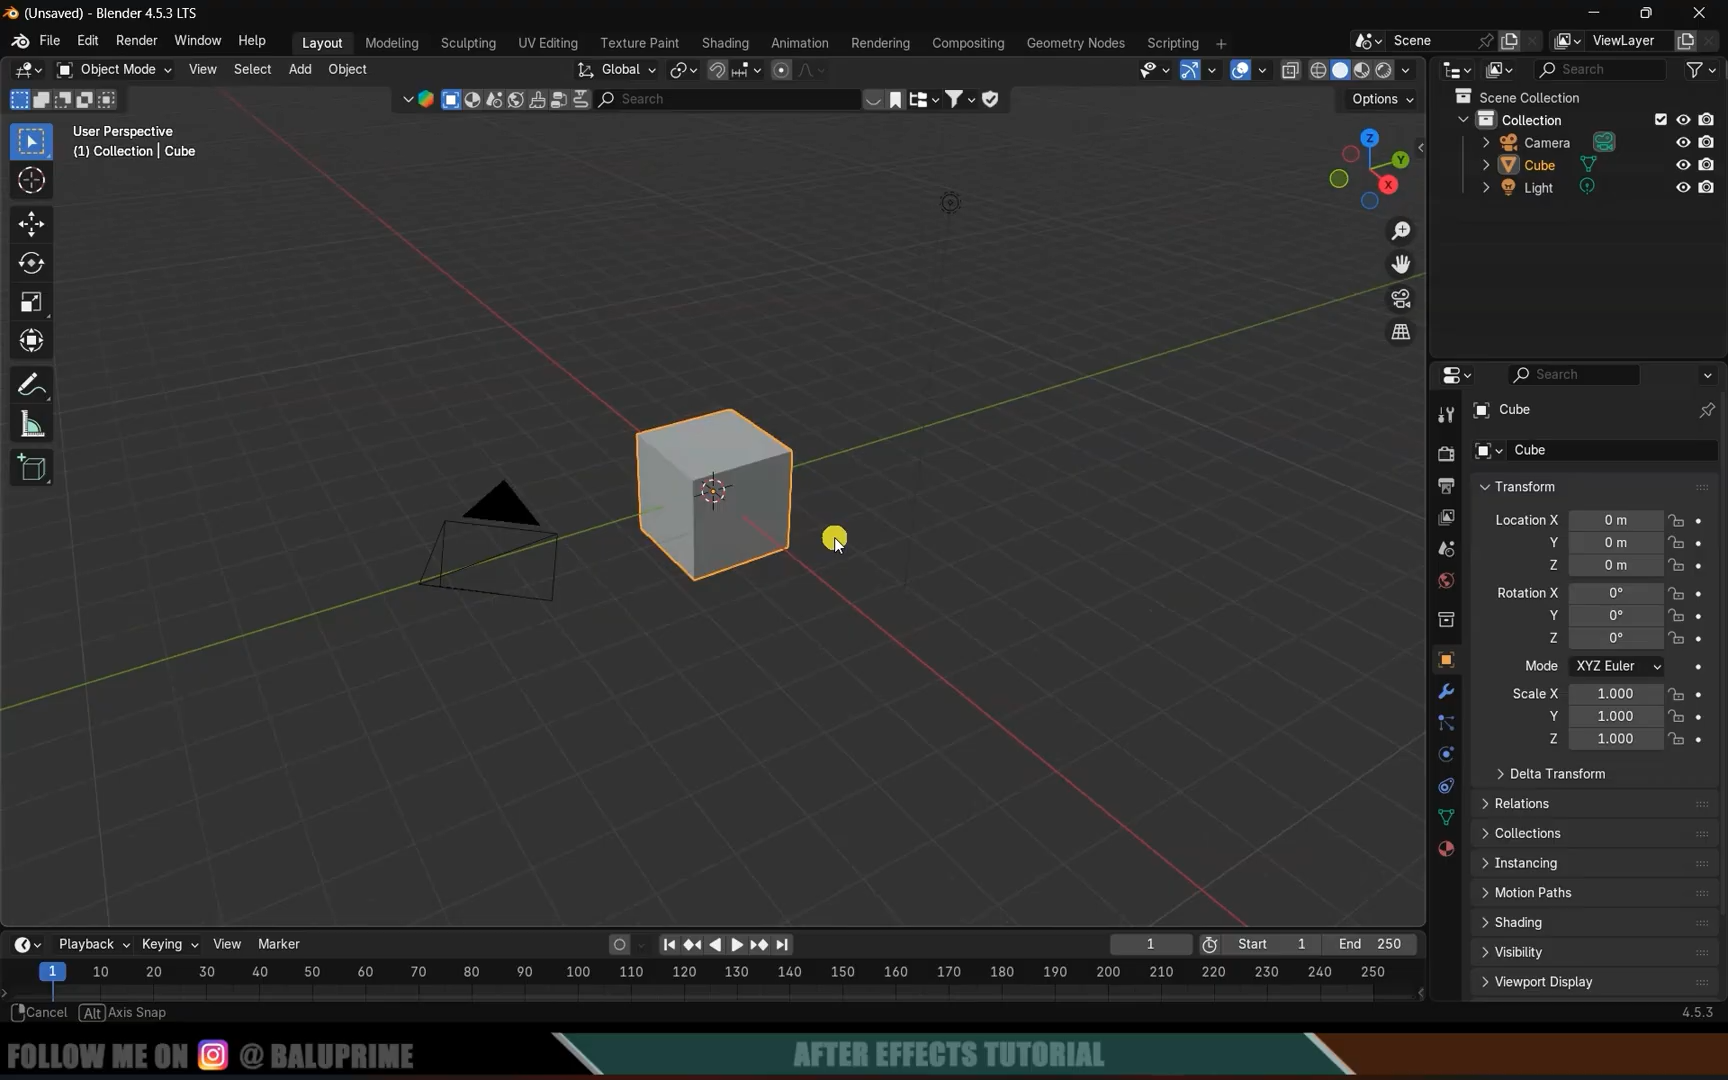 (Unsaved) - Blender 4.5.3 LTS
File Edit Render Window Help Layout Modeling Sculpting UV Editing Texture Paint Shading Animation Rendering Compositing Geometry Nodes Scripting + Scene ViewLayer
Object Mode View Select Add Object Global Search
Search Options
User Perspective
(1) Collection | Cube
Z
Y
X
Scene Collection
Collection
Camera
Cube
Light
Search
Cube
Cube
Transform
Location X 0 m
Y 0 m
Z 0 m
Rotation X 0°
Y 0°
Z 0°
Mode XYZ Euler
Scale X 1.000
Y 1.000
Z 1.000
Delta Transform
Relations
Collections
Instancing
Motion Paths
Shading
Visibility
Viewport Display
Playback Keying View Marker 1 Start 1 End 250
1 10 20 30 40 50 60 70 80 90 100 110 120 130 140 150 160 170 180 190 200 210 220 230 240 250
Cancel Alt Axis Snap 4.5.3
FOLLOW ME ON @ BALUPRIME AFTER EFFECTS TUTORIAL